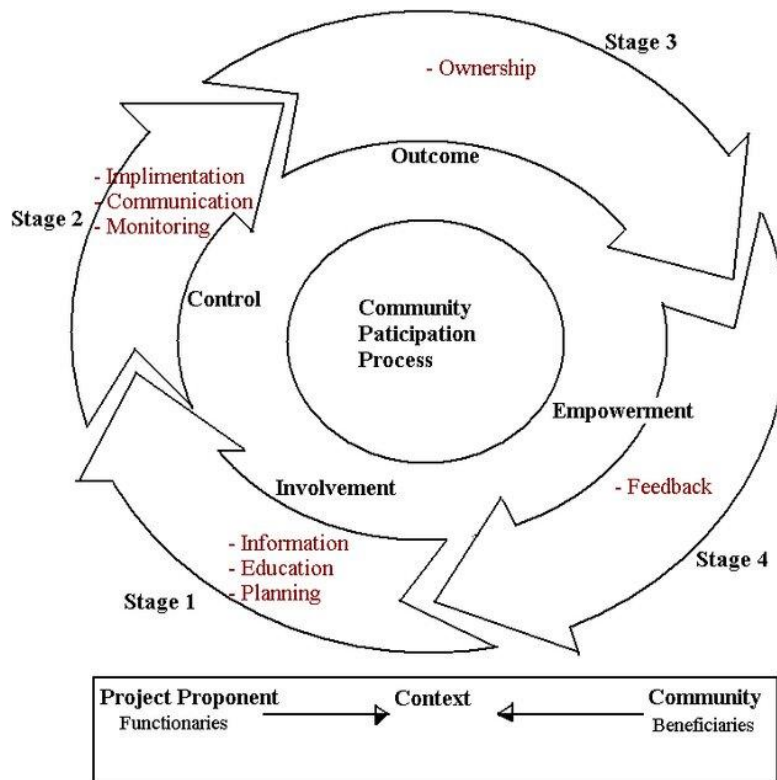 Stage 3
- Ownership
Outcome
- Implimentation
- Communication
- Monitoring
Stage 2
Control
Community
Paticipation
Process
Empowerment
- Feedback
Stage 4
Involvement
- Information
- Education
- Planning
Stage 1
Project Proponent Context Community
Functionaries Beneficiaries